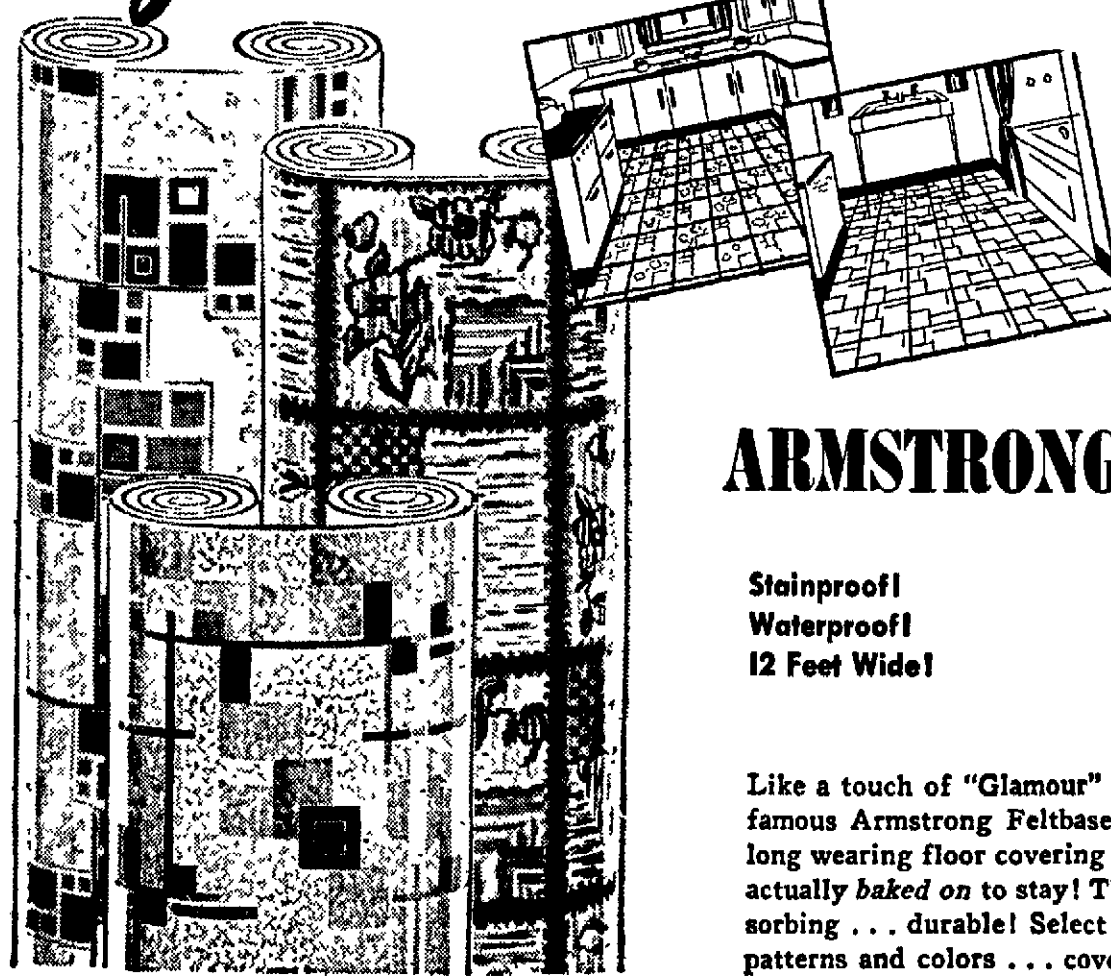 ARMSTRONG
Stainproof!
Waterproof!
12 Feet Wide!
Like a touch of "Glamour"
famous Armstrong Feltbase
long wearing floor covering
actually baked on to stay!
sorbing ... durable! Select
patterns and colors ...